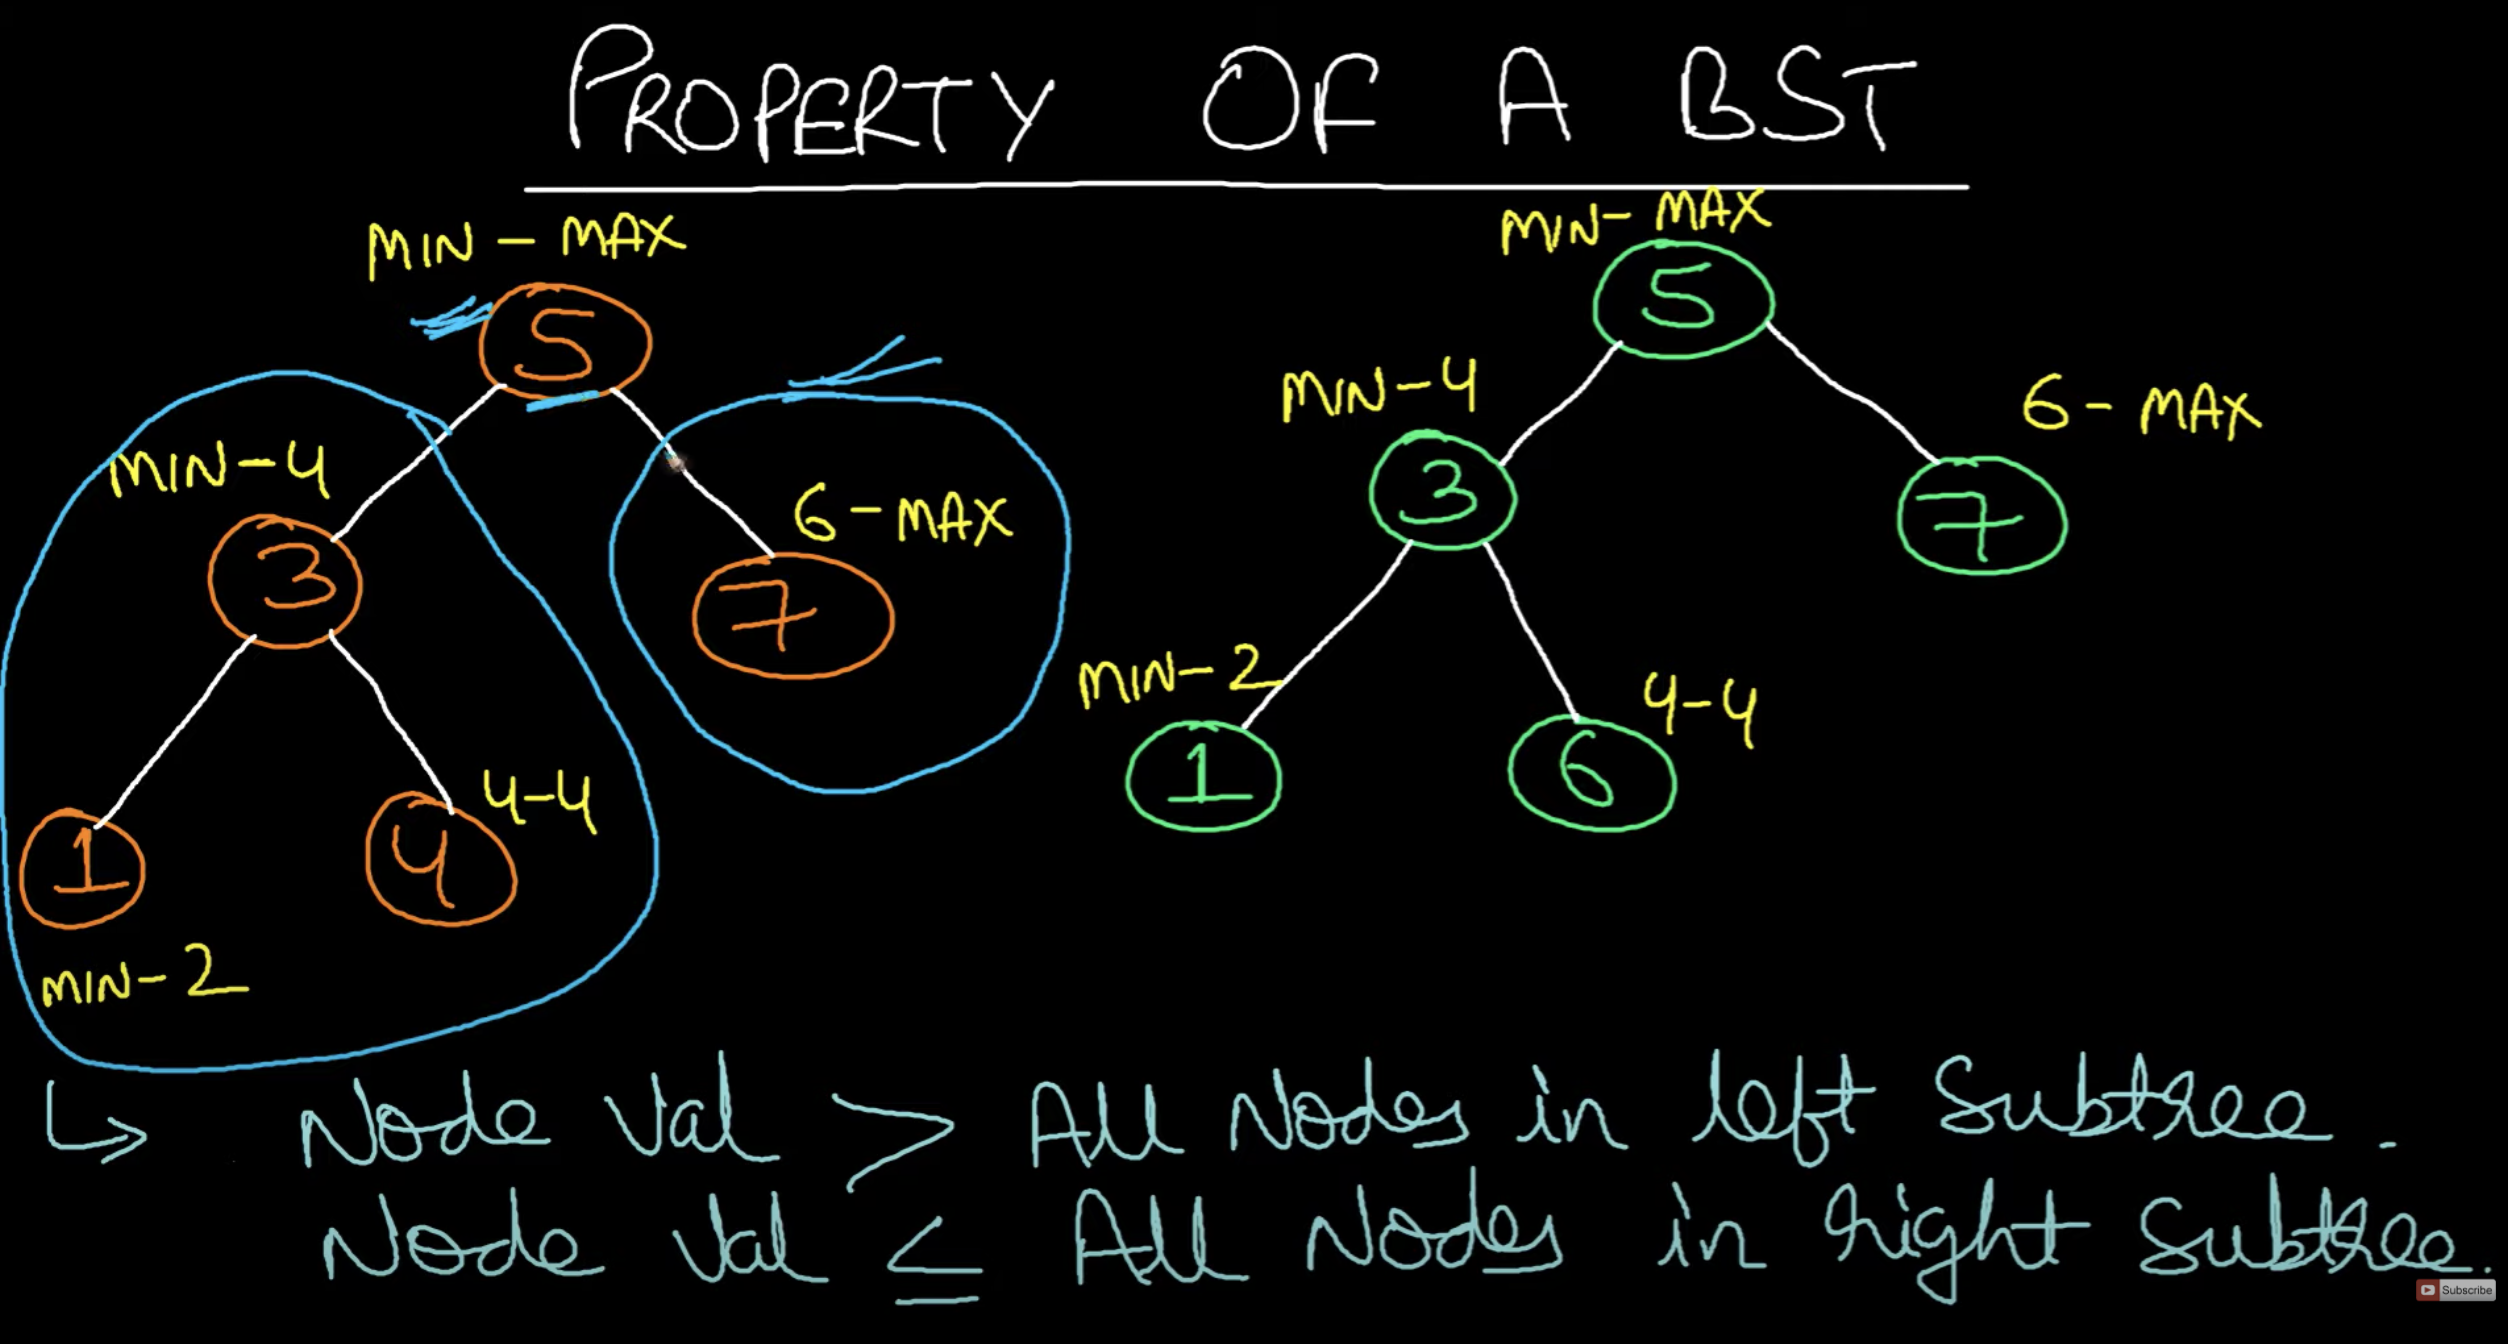 PROPERTY OF A BST
MIN - MAX
5
MIN-4
3
6-MAX
7
1
MIN-2
4
4-4
MIN- MAX
5
MIN-4
3
6- MAX
7
MIN-2
1
4-4
6
↳ Node Val > All Nodes in left Subtree.
Node Val ≤ All Nodes in right Subtree.
Subscribe